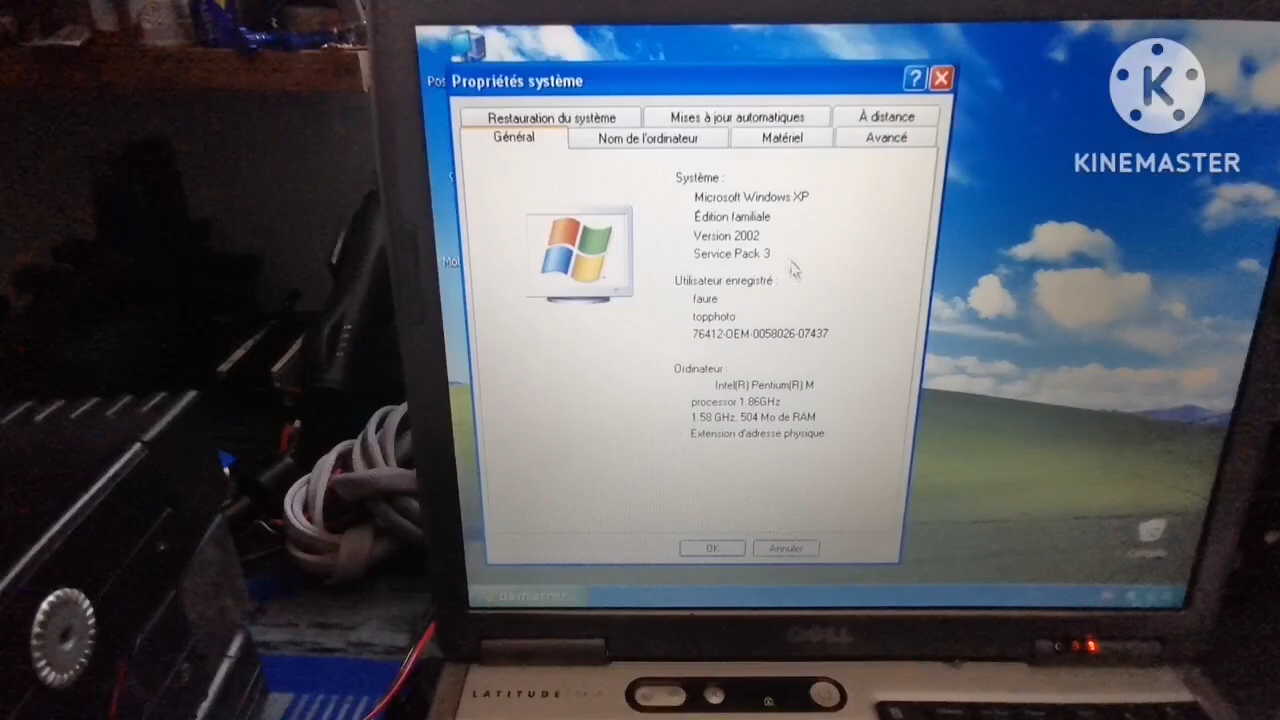 KINEMASTER
Pos
Propriétés système
Restauration du système
Mises à jour automatiques
À distance
Général
Nom de l'ordinateur
Matériel
Avancé
Système :
Microsoft Windows XP
Édition familiale
Version 2002
Service Pack 3
Utilisateur enregistré :
faure
topphoto
76412-OEM-0058026-07437
Ordinateur :
Intel(R) Pentium(R) M
processor 1.86GHz
1.58 GHz, 504 Mo de RAM
Extension d'adresse physique
OK
Annuler
démarrer
DELL
LATITUDE